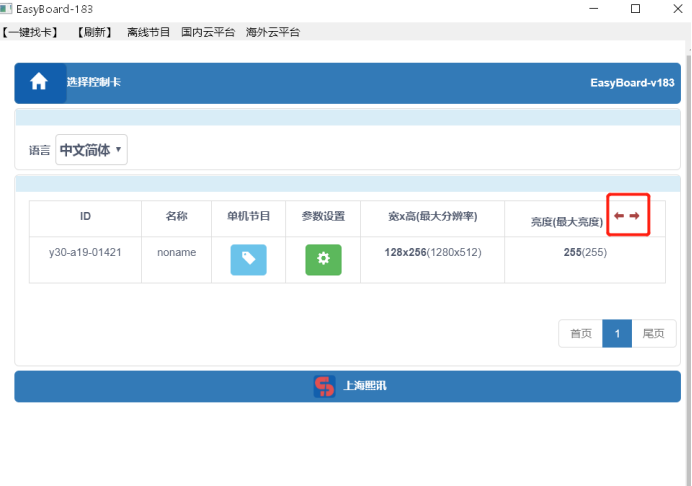 EasyBoard-183
【一键找卡】 【刷新】 离线节目 国内云平台 海外云平台
选择控制卡 EasyBoard-v183
语言 中文简体
ID 名称 单机节目 参数设置 宽x高(最大分辨率) 亮度(最大亮度)
y30-a19-01421 noname 128x256(1280x512) 255(255)
首页 1 尾页
上海熙讯